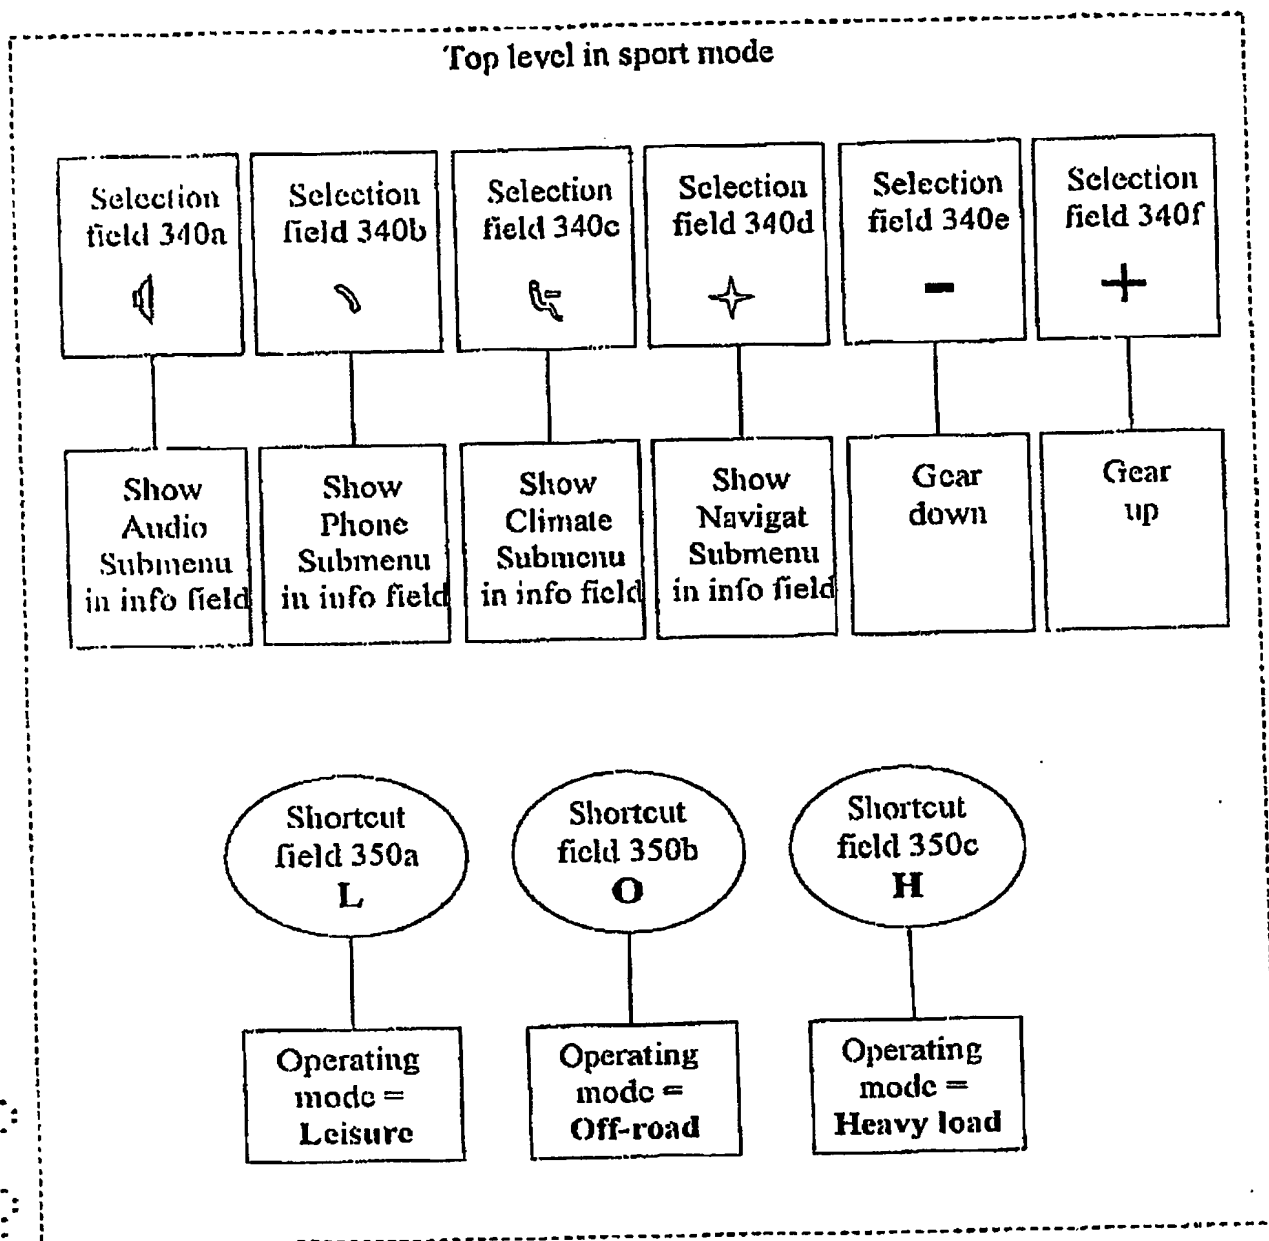 Top level in sport mode
Selection
field 340a
Selection
field 340b
Selection
field 340c
Selection
field 340d
Selection
field 340e
-
Selection
field 340f
+
Show
Audio
Submenu
in info field
Show
Phone
Submenu
in info field
Show
Climate
Submenu
in info field
Show
Navigat
Submenu
in info field
Gear
down
Gear
up
Shortcut
field 350a
L
Shortcut
field 350b
O
Shortcut
field 350c
H
Operating
mode =
Leisure
Operating
mode =
Off-road
Operating
mode =
Heavy load